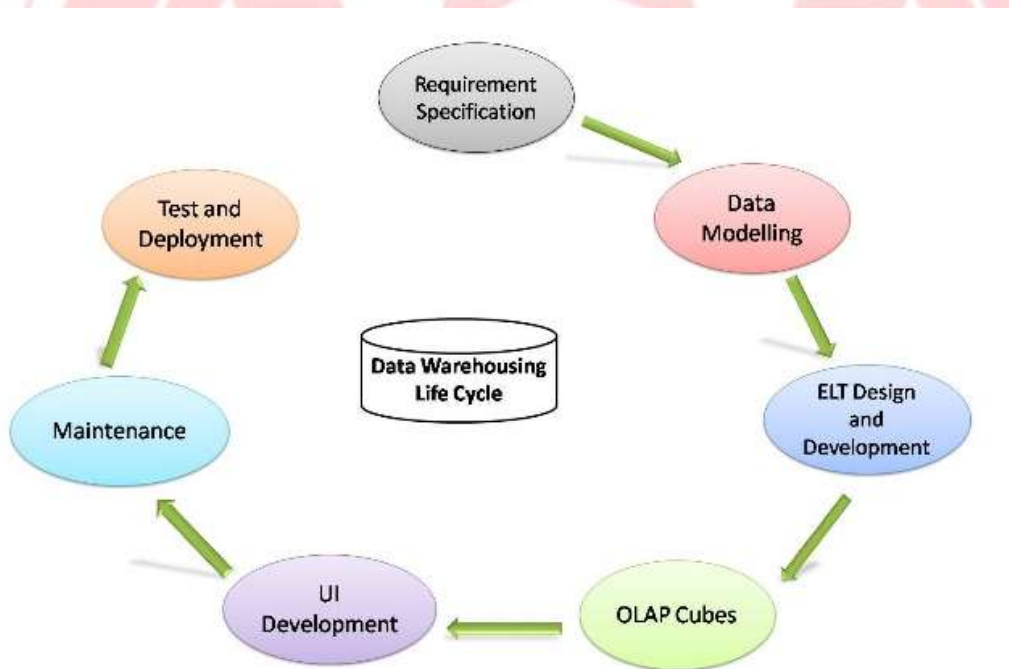 Requirement
Specification
Data
Modelling
ELT Design
and
Development
OLAP Cubes
UI
Development
Maintenance
Test and
Deployment
Data Warehousing
Life Cycle